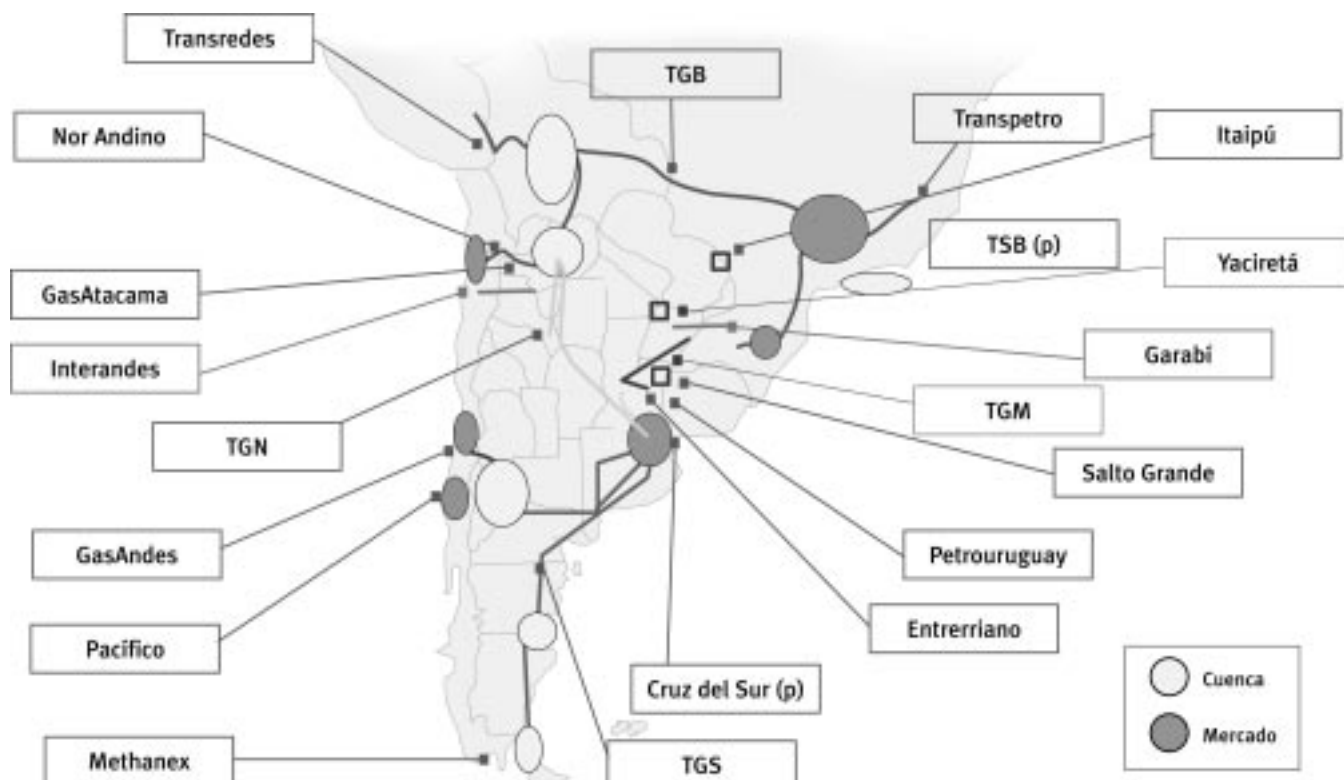 Transredes
TGB
Transpetro
Itaipú
Nor Andino
TSB (p)
Yaciretá
GasAtacama
Interandes
Garabí
TGM
TGN
Salto Grande
GasAndes
Petrouruguay
Entrerriano
Pacífico
Cruz del Sur (p)
Cuenca
Mercado
Methanex
TGS